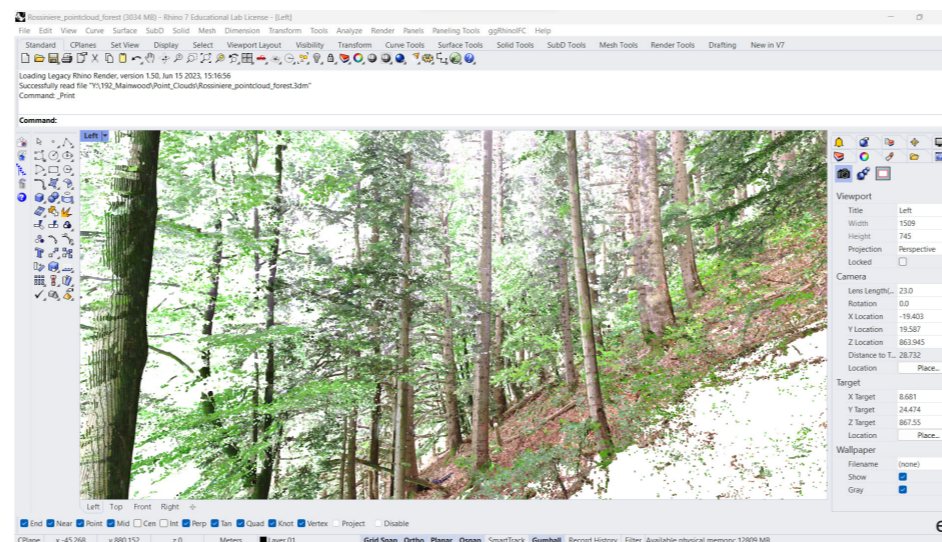 Rossiniere_pointcloud_forest (3034 MB) - Rhino 7 Educational Lab License - [Left]
File Edit View Curve Surface SubD Solid Mesh Dimension Transform Tools Analyze Render Panels Paneling Tools ggRhinoIFC Help
Standard CPlanes Set View Display Select Viewport Layout Visibility Transform Curve Tools Surface Tools Solid Tools SubD Tools Mesh Tools Render Tools Drafting New in V7
Loading Legacy Rhino Render, version 1.50, Jun 15 2023, 15:16:56
Successfully read file "Y:\192_Mainwood\Point_Clouds\Rossiniere_pointcloud_forest.3dm"
Command: _Print
Command:
Left
Viewport
Title Left
Width 1509
Height 745
Projection Perspective
Locked
Camera
Lens Length(... 23.0
Rotation 0.0
X Location -19.403
Y Location 19.587
Z Location 863.945
Distance to T... 28.732
Location Place...
Target
X Target 8.681
Y Target 24.474
Z Target 867.55
Location Place...
Wallpaper
Filename (none)
Show
Gray
Left Top Front Right
End Near Point Mid Cen Int Perp Tan Quad Knot Vertex Project Disable
CPlane x -45.268 y 880.152 z 0 Meters Layer 01 Grid Snap Ortho Planar Osnap SmartTrack Gumball Record History Filter Available physical memory: 12809 MB